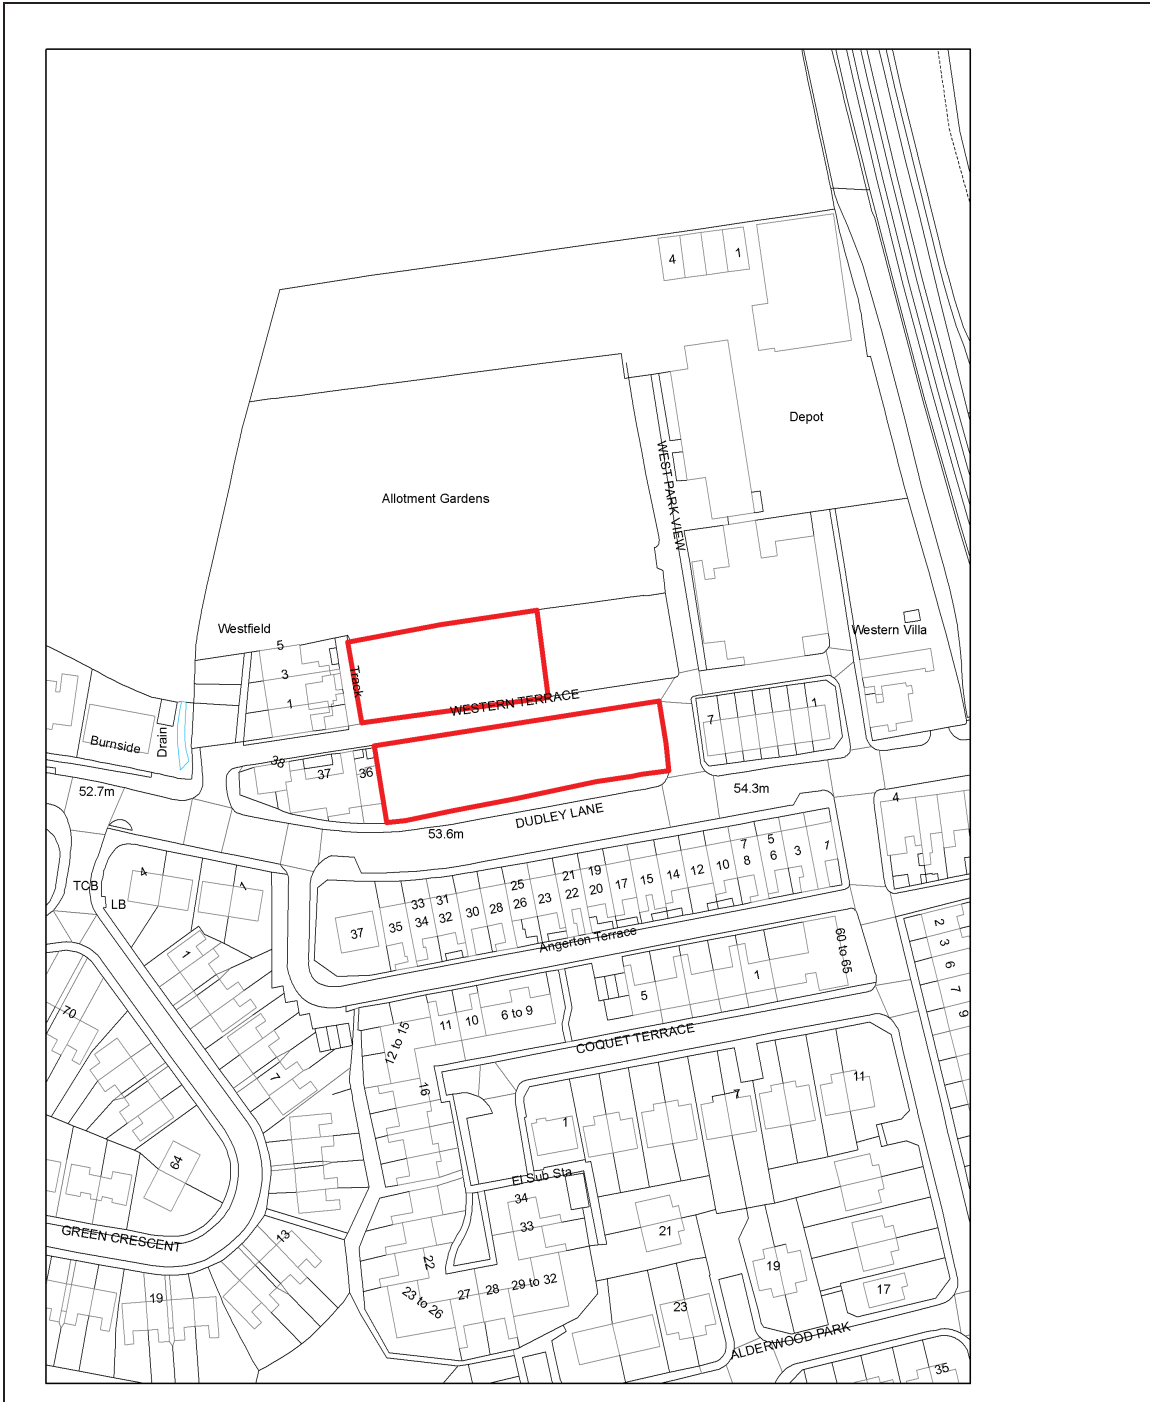 4
1
Depot
WEST PARK VIEW
Allotment Gardens
Westfield
5
3
1
Track
Western Villa
WESTERN TERRACE
7
1
Burnside
Drain
38
37
36
52.7m
54.3m
53.6m
DUDLEY LANE
4
TCB
LB
4
1
37
35
33
34
31
32
30
28
25
26
23
21
22
19
20
17
15
14
12
10
7
8
5
6
3
1
Angerton Terrace
60 to 65
2
3
6
7
9
1
5
1
70
7
12 to 15
11
10
6 to 9
16
COQUET TERRACE
1
7
11
64
El Sub Sta
34
33
21
GREEN CRESCENT
13
22
19
19
17
23 to 26
27
28
29 to 32
23
ALDERWOOD PARK
35